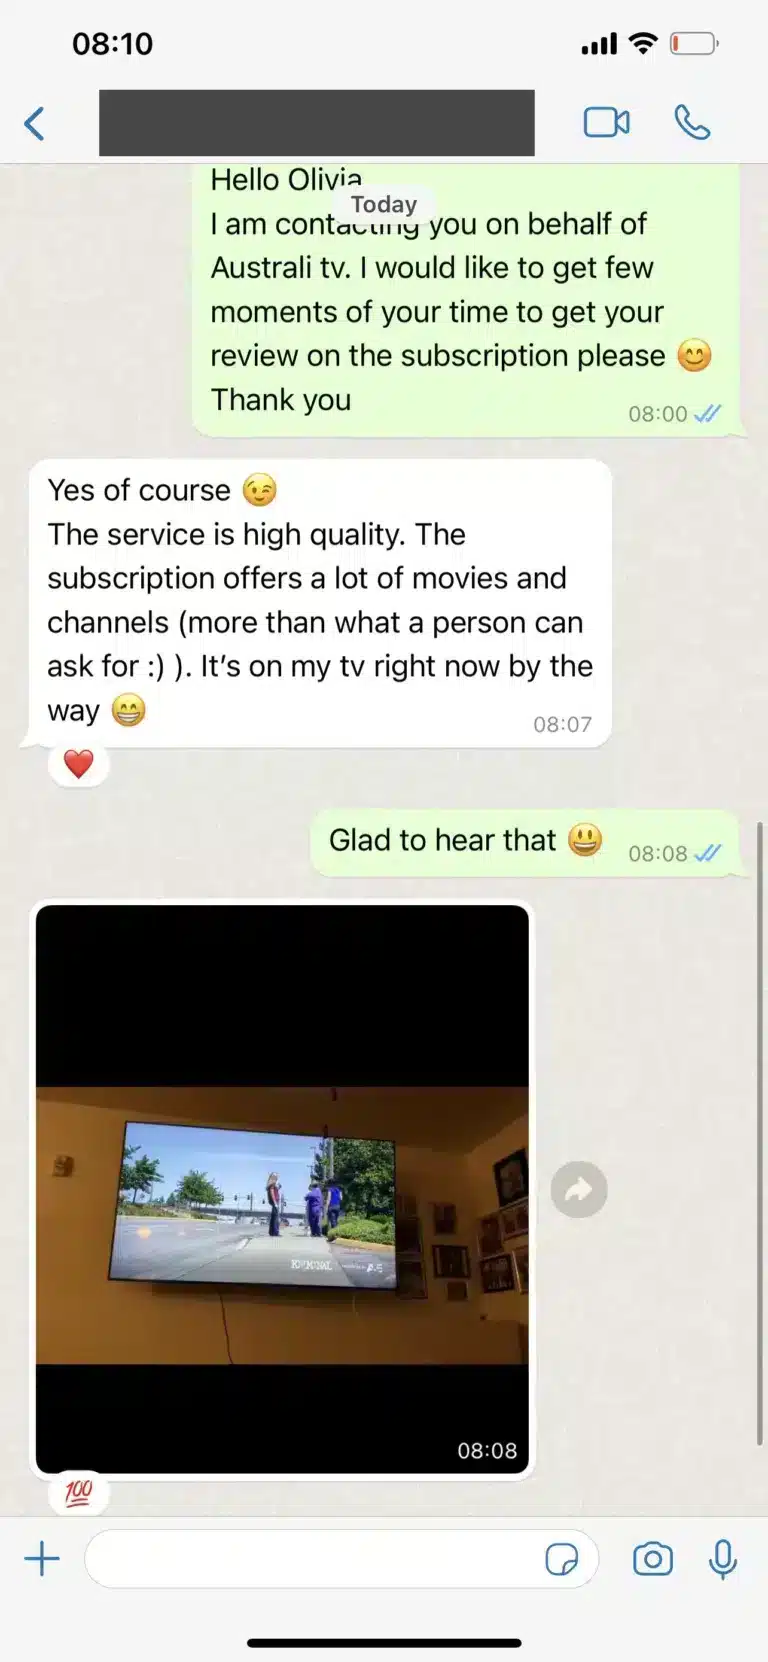 08:10
Hello Olivia
Today
I am contacting you on behalf of
Australi tv. I would like to get few
moments of your time to get your
review on the subscription please 😊
Thank you
08:00
Yes of course 😉
The service is high quality. The
subscription offers a lot of movies and
channels (more than what a person can
ask for :) ). It’s on my tv right now by the
way 😁
08:07
Glad to hear that 😃
08:08
08:08
💯